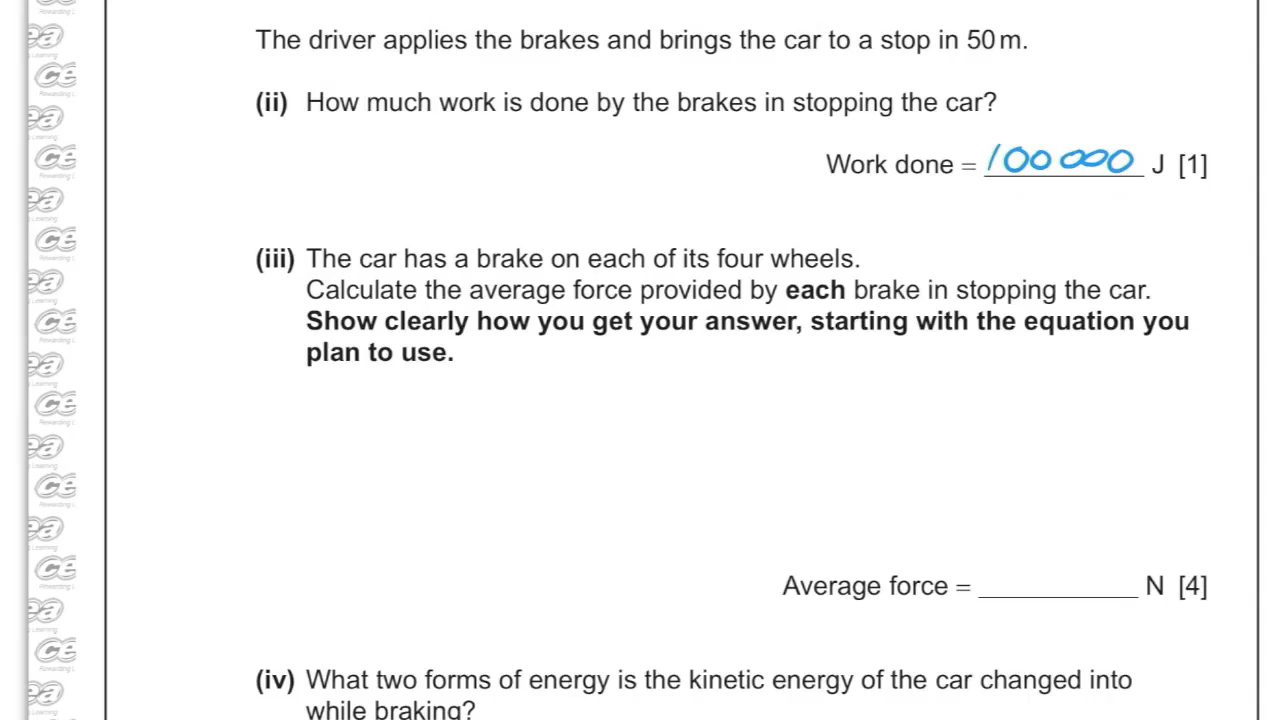 The driver applies the brakes and brings the car to a stop in 50 m.
(ii) How much work is done by the brakes in stopping the car?
Work done = 100 000 J [1]
(iii) The car has a brake on each of its four wheels.
Calculate the average force provided by each brake in stopping the car.
Show clearly how you get your answer, starting with the equation you
plan to use.
Average force = ________ N [4]
(iv) What two forms of energy is the kinetic energy of the car changed into
while braking?